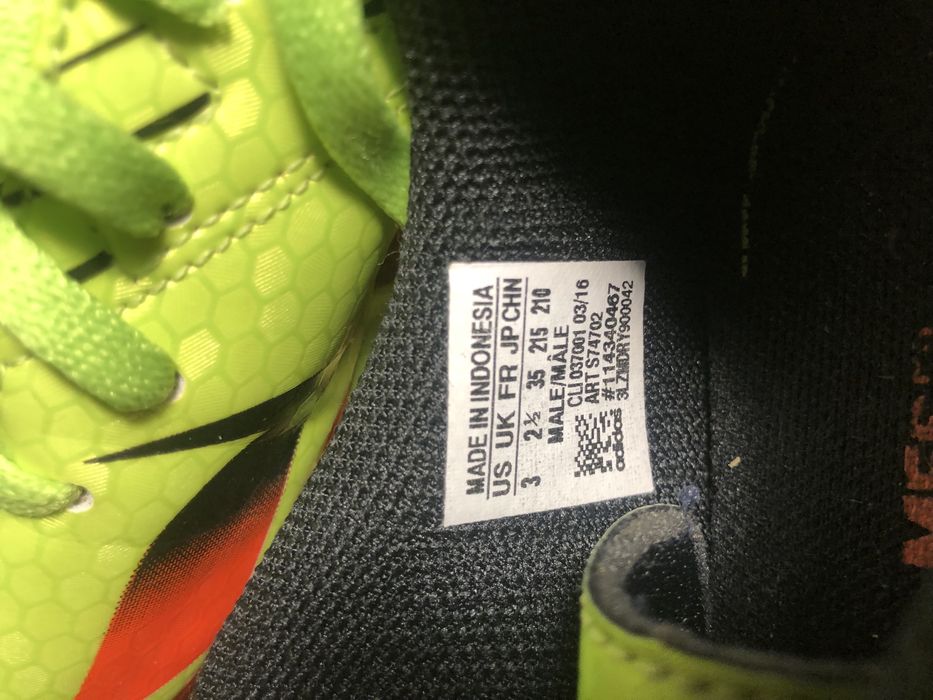 MADE IN INDONESIA
US UK FR JP CHN
3 2½ 35 215 210
MALE/MÂLE
CLI 037001 03/16
ART S74702
#114340467
3LZMDRY900042
adidas